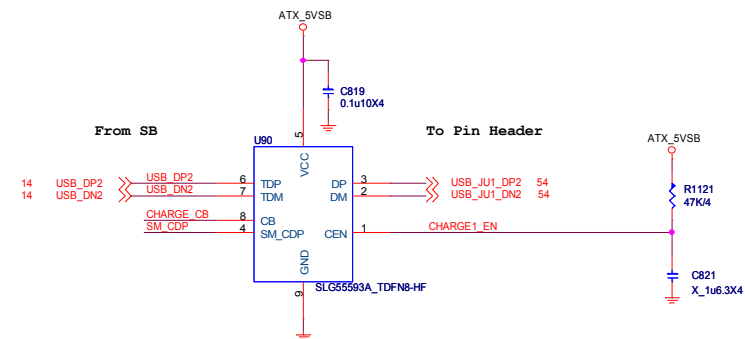 ATX_5VSB
C819
0.1u10X4
From SB
To Pin Header
U90
5
VCC
ATX_5VSB
14 USB_DP2 USB_DP2 6 TDP DP 3 USB_JU1_DP2 54
14 USB_DN2 USB_DN2 7 TDM DM 2 USB_JU1_DN2 54
R1121
47K/4
CHARGE_CB 8 CB
SM_CDP 4 SM_CDP CEN 1 CHARGE1_EN
GND
9
SLG55593A_TDFN8-HF
C821
X_1u6.3X4